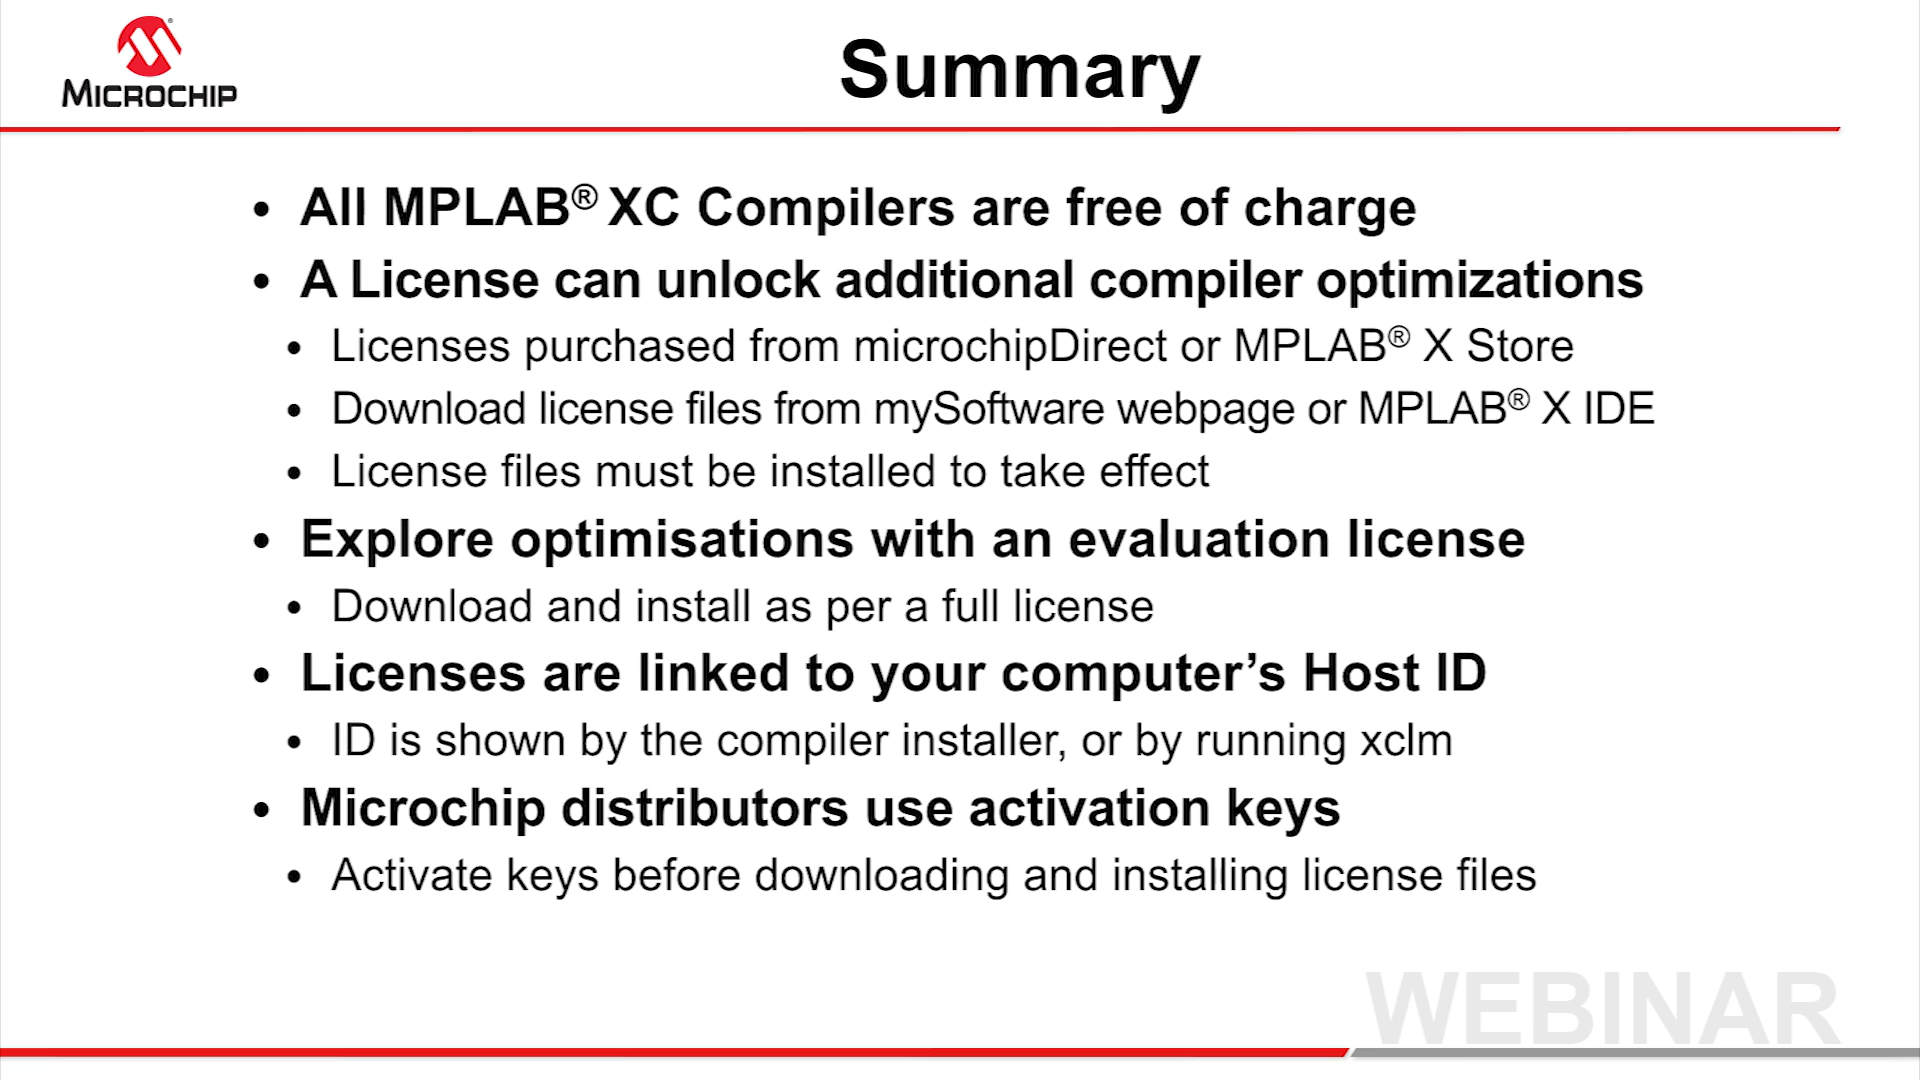 MICROCHIP
Summary
• All MPLAB® XC Compilers are free of charge
• A License can unlock additional compiler optimizations
• Licenses purchased from microchipDirect or MPLAB® X Store
• Download license files from mySoftware webpage or MPLAB® X IDE
• License files must be installed to take effect
• Explore optimisations with an evaluation license
• Download and install as per a full license
• Licenses are linked to your computer’s Host ID
• ID is shown by the compiler installer, or by running xclm
• Microchip distributors use activation keys
• Activate keys before downloading and installing license files
WEBINAR